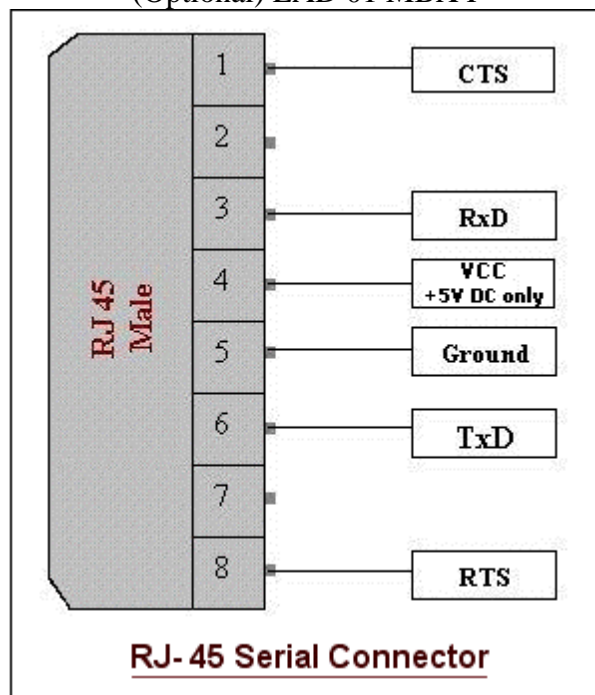 1 CTS
2
3 RxD
4 VCC
+5V DC only
5 Ground
6 TxD
7
8 RTS
RJ 45
Male
RJ- 45 Serial Connector